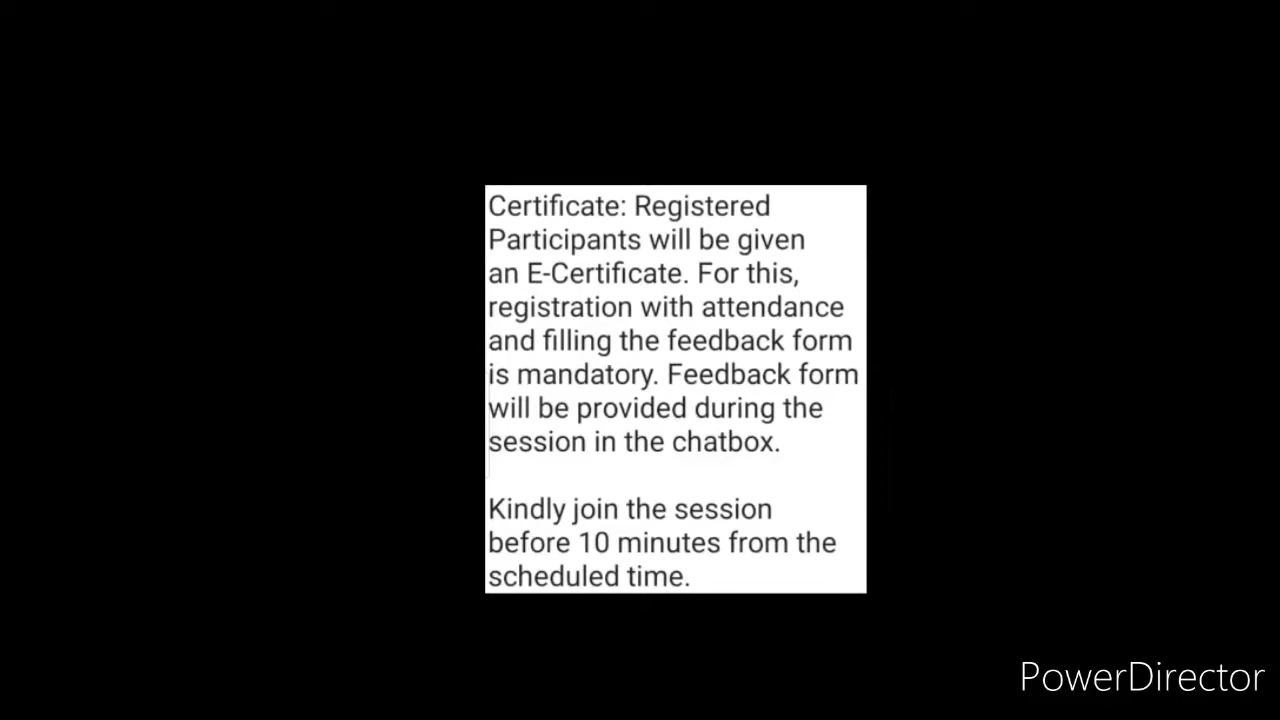 Certificate: Registered
Participants will be given
an E-Certificate. For this,
registration with attendance
and filling the feedback form
is mandatory. Feedback form
will be provided during the
session in the chatbox.
Kindly join the session
before 10 minutes from the
scheduled time.
PowerDirector